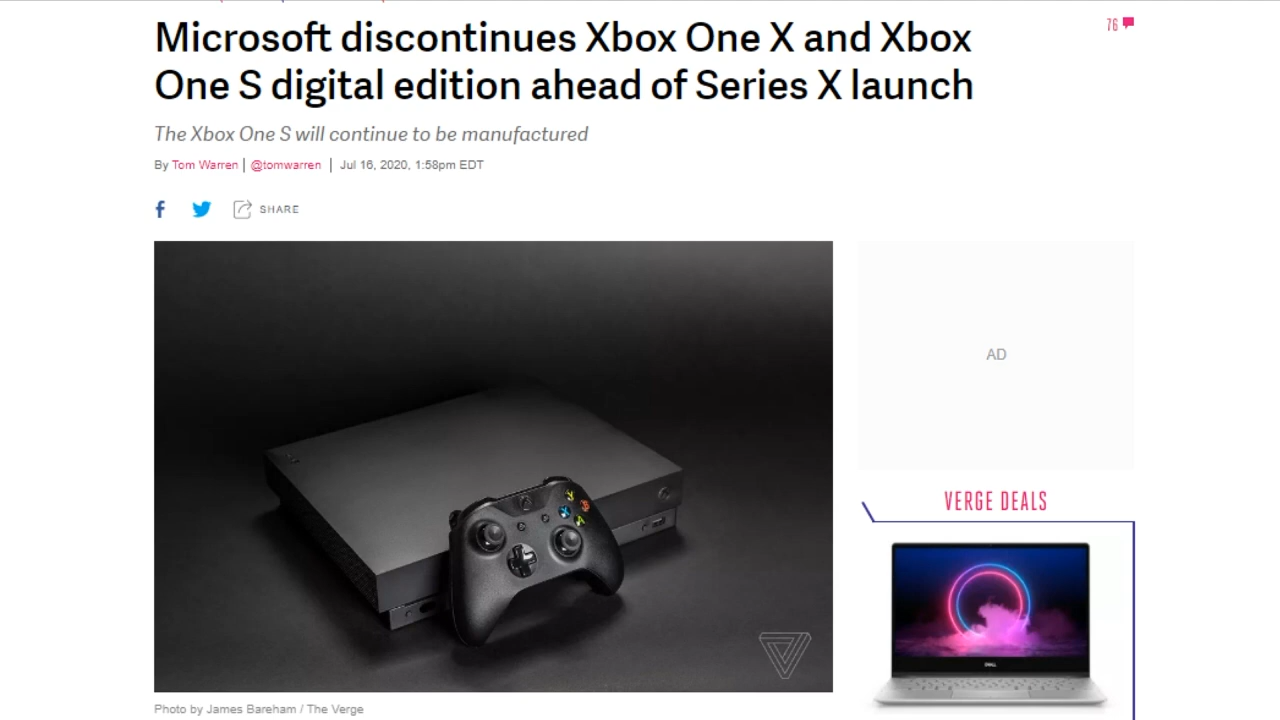 Microsoft discontinues Xbox One X and Xbox
One S digital edition ahead of Series X launch
76
The Xbox One S will continue to be manufactured
By Tom Warren | @tomwarren | Jul 16, 2020, 1:58pm EDT
f SHARE
AD
VERGE DEALS
Y
B
X
A
DELL
Photo by James Bareham / The Verge